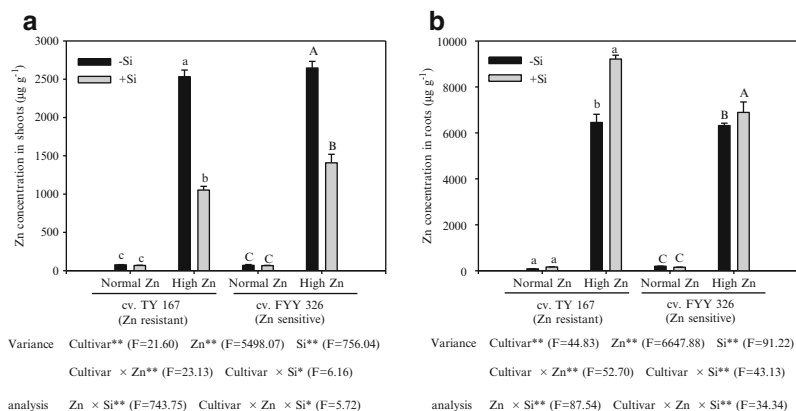 a
Zn concentration in shoots (µg g⁻¹)
3000
2500
2000
1500
1000
500
0
-Si
+Si
c
c
a
b
C
C
A
B
Normal Zn High Zn Normal Zn High Zn
cv. TY 167 cv. FYY 326
(Zn resistant) (Zn sensitive)
Variance Cultivar** (F=21.60) Zn** (F=5498.07) Si** (F=756.04)
Cultivar × Zn** (F=23.13) Cultivar × Si* (F=6.16)
analysis Zn × Si** (F=743.75) Cultivar × Zn × Si* (F=5.72)
b
Zn concentration in roots (µg g⁻¹)
10000
8000
6000
4000
2000
0
-Si
+Si
a
a
b
a
C
C
B
A
Normal Zn High Zn Normal Zn High Zn
cv. TY 167 cv. FYY 326
(Zn resistant) (Zn sensitive)
Variance Cultivar** (F=44.83) Zn** (F=6647.88) Si** (F=91.22)
Cultivar × Zn** (F=52.70) Cultivar × Si** (F=43.13)
analysis Zn × Si** (F=87.54) Cultivar × Zn × Si** (F=34.34)